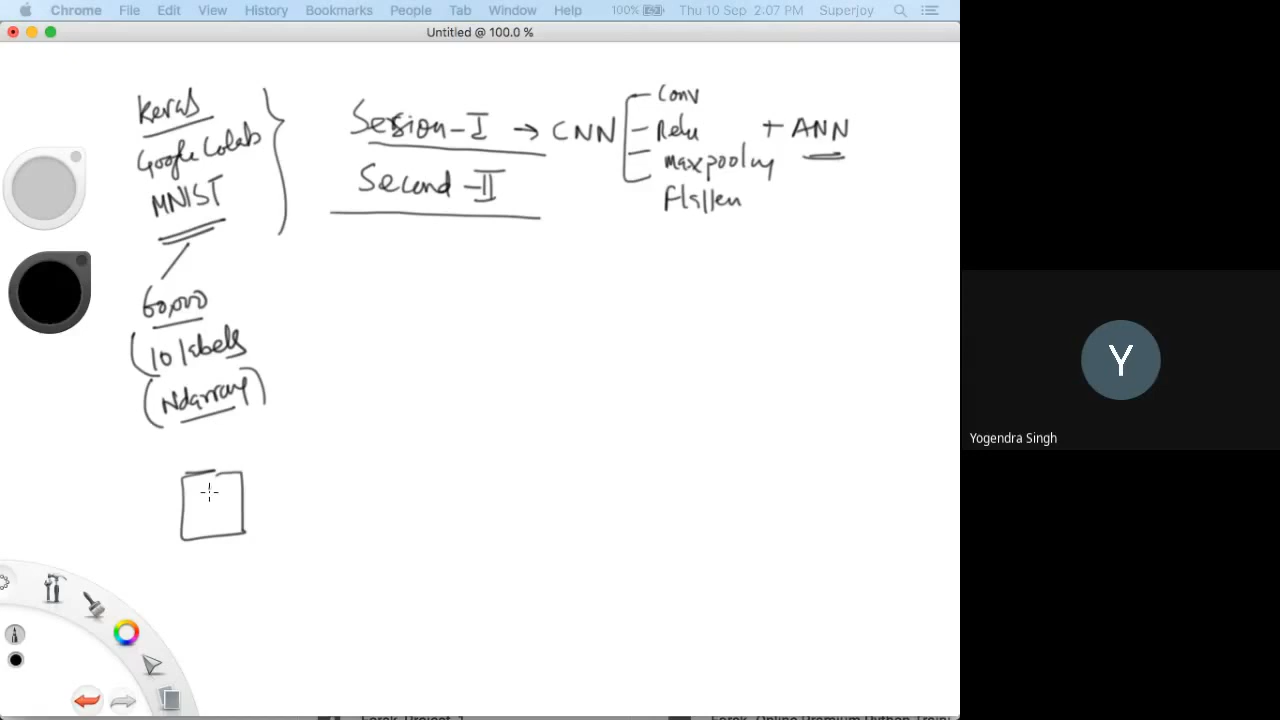 Chrome File Edit View History Bookmarks People Tab Window Help 100% Thu 10 Sep 2:07 PM Superjoy
Untitled @ 100.0 %
Keras
Google Colab
MNIST
60,000
(10 labels
(Ndarray)
Session-I → CNN
Second-II
Conv
Relu
maxpooling
Flatten
+ ANN
Y
Yogendra Singh